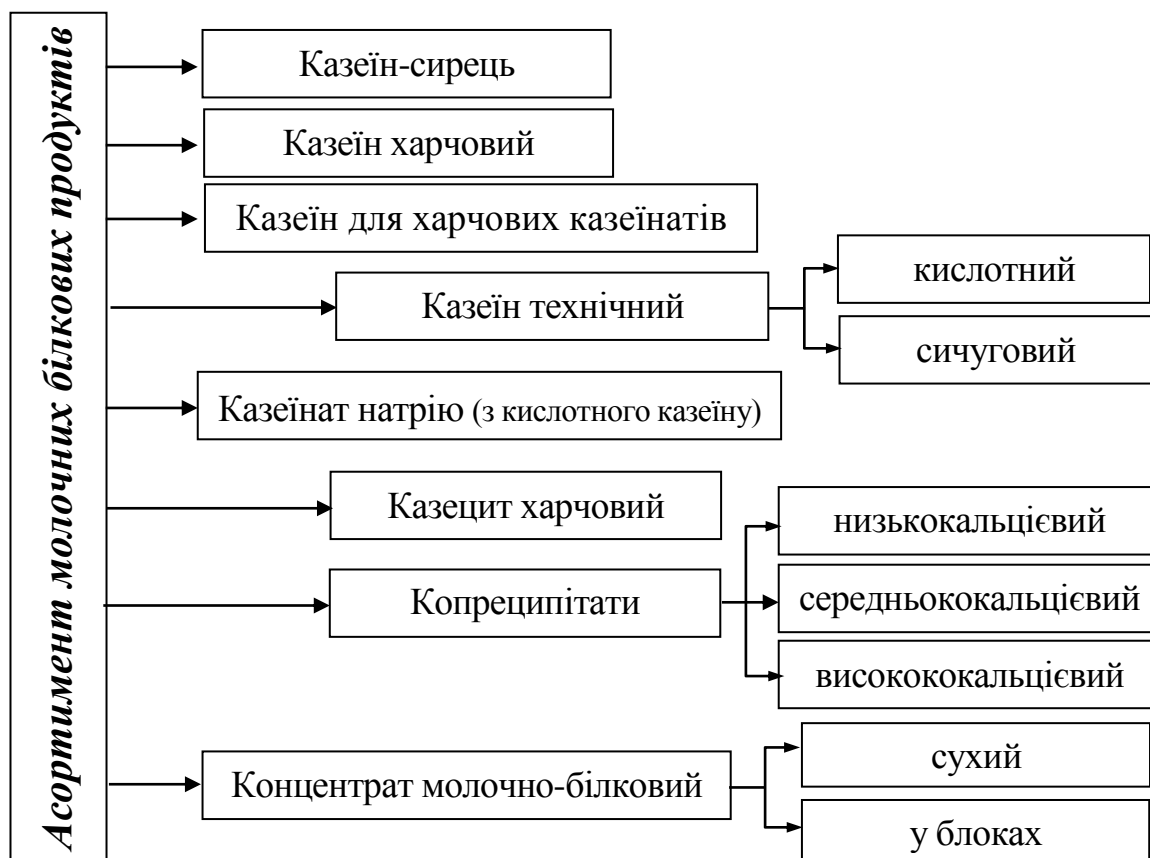 Асортимент молочних білкових продуктів
Казеїн-сирець
Казеїн харчовий
Казеїн для харчових казеїнатів
Казеїн технічний
кислотний
сичуговий
Казеїнат натрію (з кислотного казеїну)
Казецит харчовий
Копреципітати
низькокальцієвий
середньококальцієвий
високококальцієвий
Концентрат молочно-білковий
сухий
у блоках